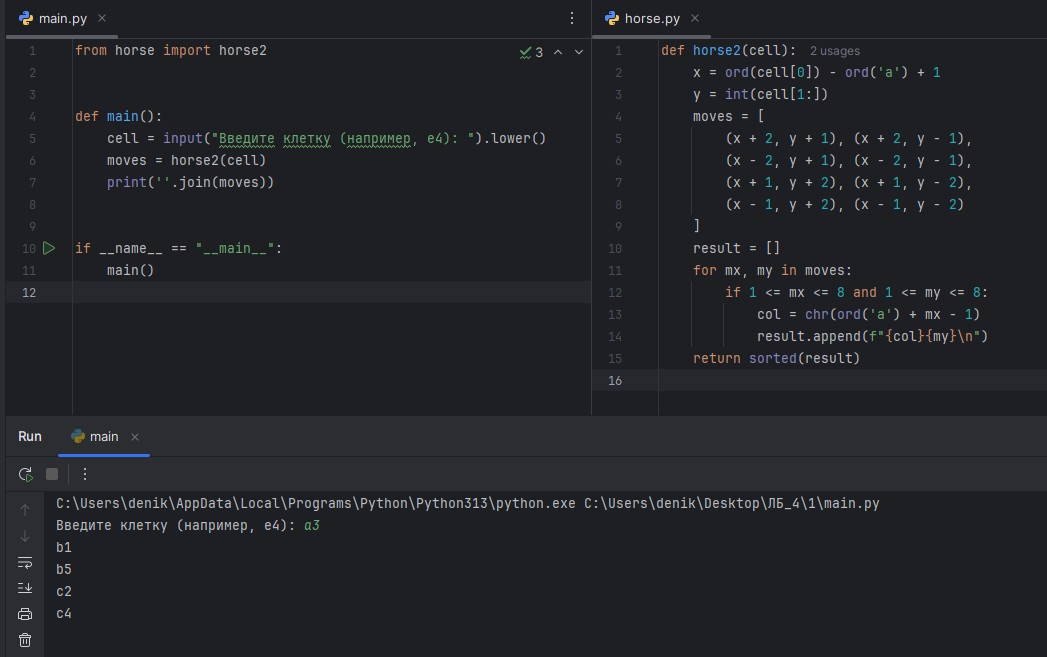 main.py
1 from horse import horse2
3
2
3
4 def main():
5 cell = input("Введите клетку (например, e4): ").lower()
6 moves = horse2(cell)
7 print(''.join(moves))
8
9
10 if __name__ == "__main__":
11 main()
12
horse.py
1 def horse2(cell): 2 usages
2 x = ord(cell[0]) - ord('a') + 1
3 y = int(cell[1:])
4 moves = [
5 (x + 2, y + 1), (x + 2, y - 1),
6 (x - 2, y + 1), (x - 2, y - 1),
7 (x + 1, y + 2), (x + 1, y - 2),
8 (x - 1, y + 2), (x - 1, y - 2)
9 ]
10 result = []
11 for mx, my in moves:
12 if 1 <= mx <= 8 and 1 <= my <= 8:
13 col = chr(ord('a') + mx - 1)
14 result.append(f"{col}{my}\n")
15 return sorted(result)
16
Run main
C:\Users\denik\AppData\Local\Programs\Python\Python313\python.exe C:\Users\denik\Desktop\ЛБ_4\1\main.py
Введите клетку (например, e4): a3
b1
b5
c2
c4